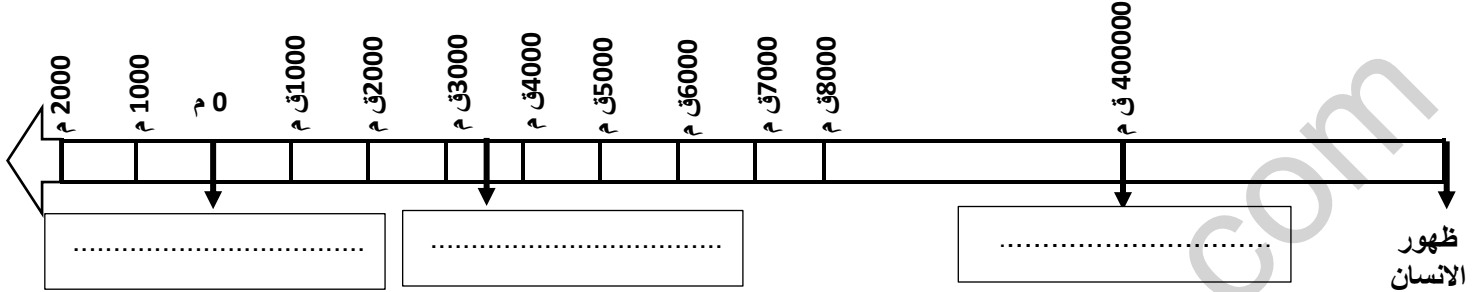 400000 ق م
8000ق م
7000ق م
6000ق م
5000ق م
4000ق م
3000ق م
2000ق م
1000ق م
0 م
1000 م
2000 م
ظهور
الانسان
....................................
....................................
....................................
com